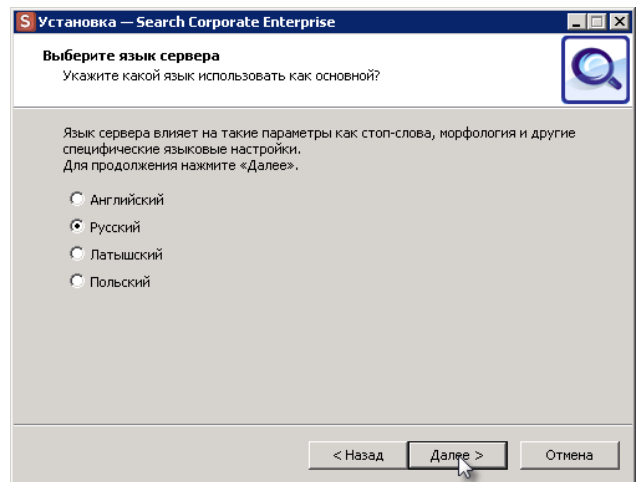 S Установка — Search Corporate Enterprise
Выберите язык сервера
Укажите какой язык использовать как основной?
Язык сервера влияет на такие параметры как стоп-слова, морфология и другие
специфические языковые настройки.
Для продолжения нажмите «Далее».
Английский
Русский
Латышский
Польский
< Назад Далее > Отмена